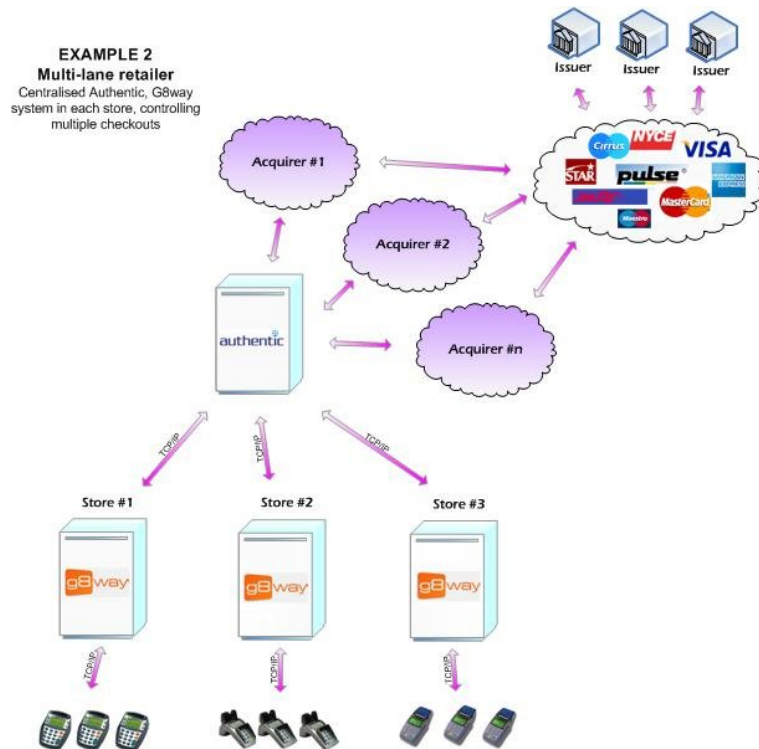 EXAMPLE 2
Multi-lane retailer
Centralised Authentic, G8way
system in each store, controlling
multiple checkouts
Issuer
Issuer
Issuer
Cirrus
NYCE
VISA
STAR
pulse
AMERICAN EXPRESS
MasterCard
Maestro
Acquirer #1
Acquirer #2
Acquirer #n
authentic
TCP/IP
TCP/IP
TCP/IP
Store #1
Store #2
Store #3
g8way
g8way
g8way
TCP/IP
TCP/IP
TCP/IP